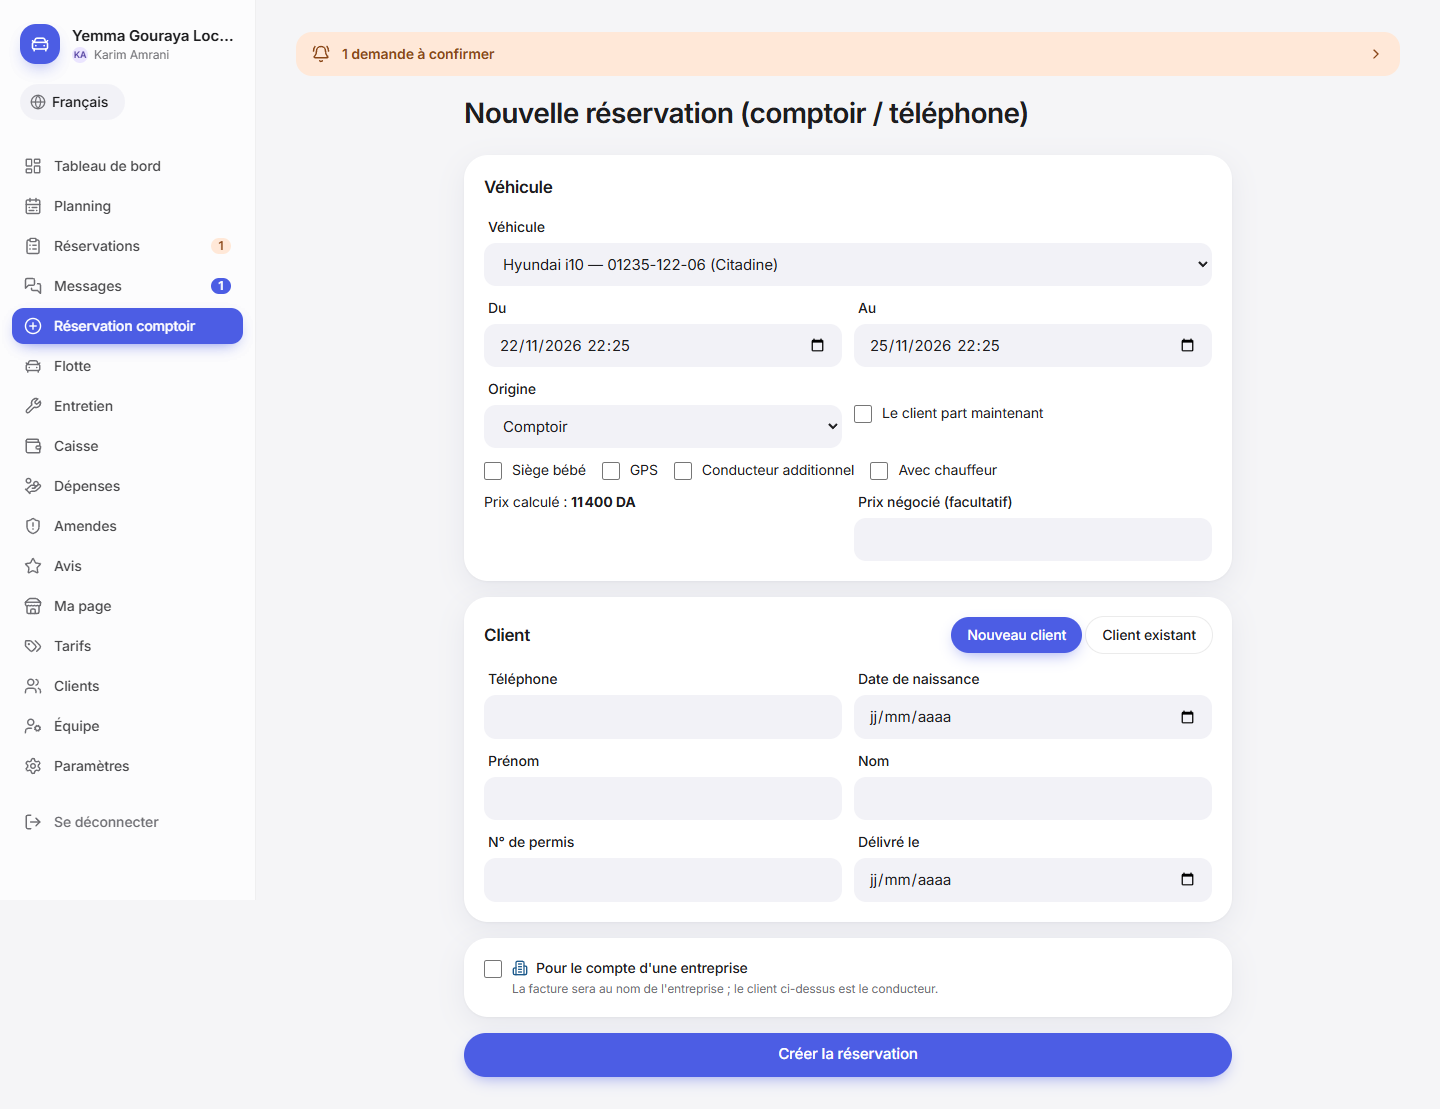 Yemma Gouraya Loc...
KA Karim Amrani
Français
Tableau de bord
Planning
Réservations 1
Messages 1
Réservation comptoir
Flotte
Entretien
Caisse
Dépenses
Amendes
Avis
Ma page
Tarifs
Clients
Équipe
Paramètres
Se déconnecter
1 demande à confirmer
Nouvelle réservation (comptoir / téléphone)
Véhicule
Véhicule
Hyundai i10 — 01235-122-06 (Citadine)
Du Au
22/11/2026 22:25 25/11/2026 22:25
Origine
Comptoir Le client part maintenant
Siège bébé GPS Conducteur additionnel Avec chauffeur
Prix calculé : 11 400 DA Prix négocié (facultatif)
Client Nouveau client Client existant
Téléphone Date de naissance
jj/mm/aaaa
Prénom Nom
N° de permis Délivré le
jj/mm/aaaa
Pour le compte d'une entreprise
La facture sera au nom de l'entreprise ; le client ci-dessus est le conducteur.
Créer la réservation